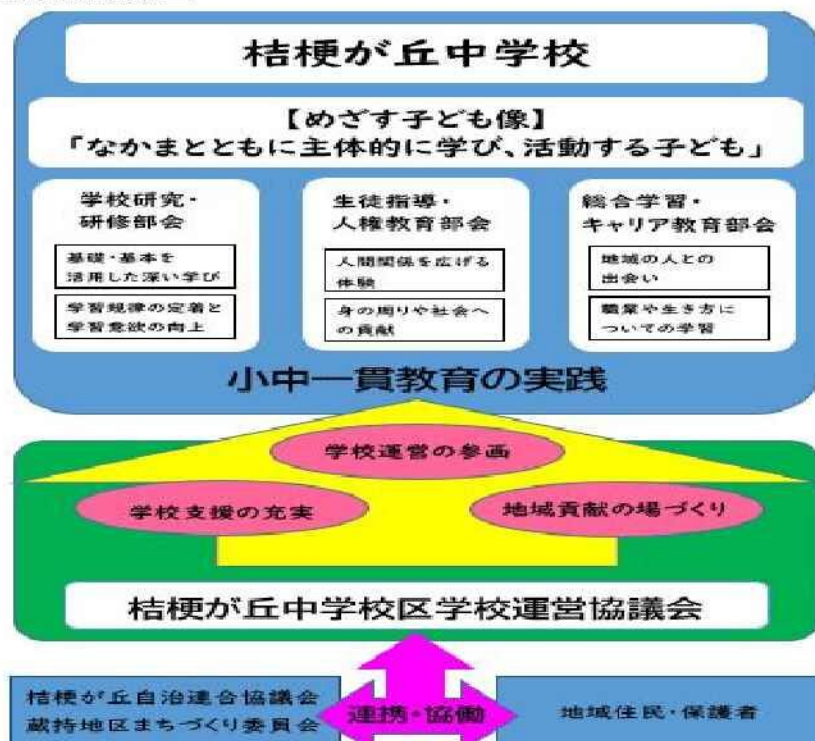 桔梗が丘中学校
【めざす子ども像】
「なかまとともに主体的に学び、活動する子ども」
学校研究・
研修部会
基礎・基本を
活用した深い学び
学習規律の定着と
学習意欲の向上
生徒指導・
人権教育部会
人間関係を広げる
体験
身の周りや社会へ
の貢献
総合学習・
キャリア教育部会
地域の人との
出会い
職業や生き方に
ついての学習
小中一貫教育の実践
学校運営の参画
学校支援の充実
地域貢献の場づくり
桔梗が丘中学校区学校運営協議会
桔梗が丘自治連合協議会
蔵持地区まちづくり委員会
連携・協働
地域住民・保護者